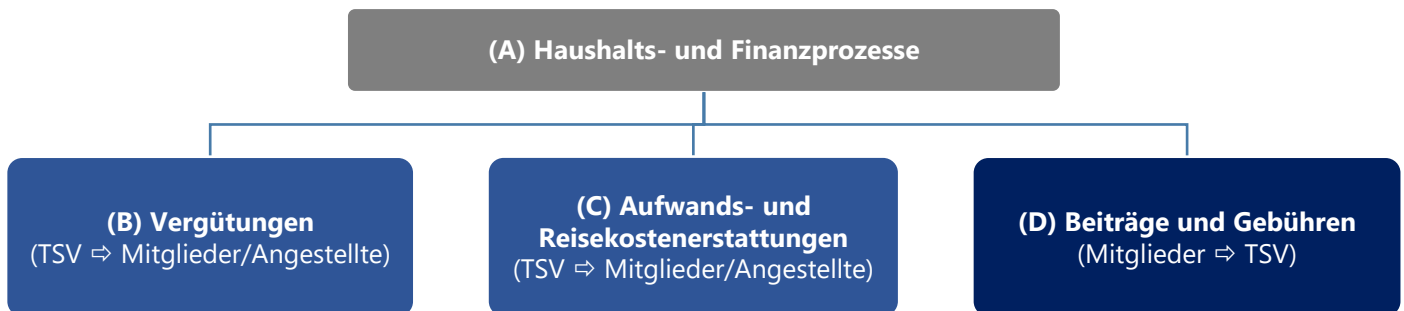 (A) Haushalts- und Finanzprozesse
(B) Vergütungen
(TSV ⇨ Mitglieder/Angestellte)
(C) Aufwands- und
Reisekostenerstattungen
(TSV ⇨ Mitglieder/Angestellte)
(D) Beiträge und Gebühren
(Mitglieder ⇨ TSV)